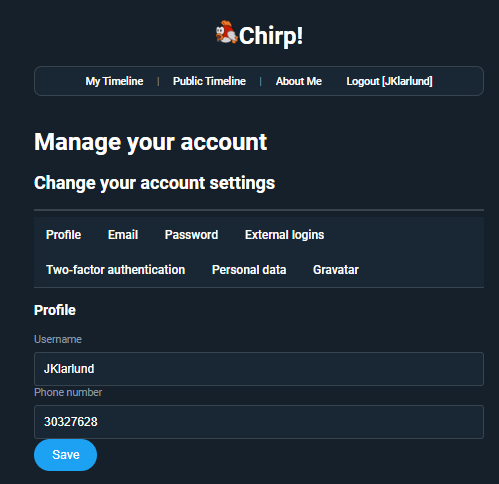 Chirp!
My Timeline | Public Timeline | About Me Logout [JKlarlund]
Manage your account
Change your account settings
Profile Email Password External logins
Two-factor authentication Personal data Gravatar
Profile
Username
JKlarlund
Phone number
30327628
Save